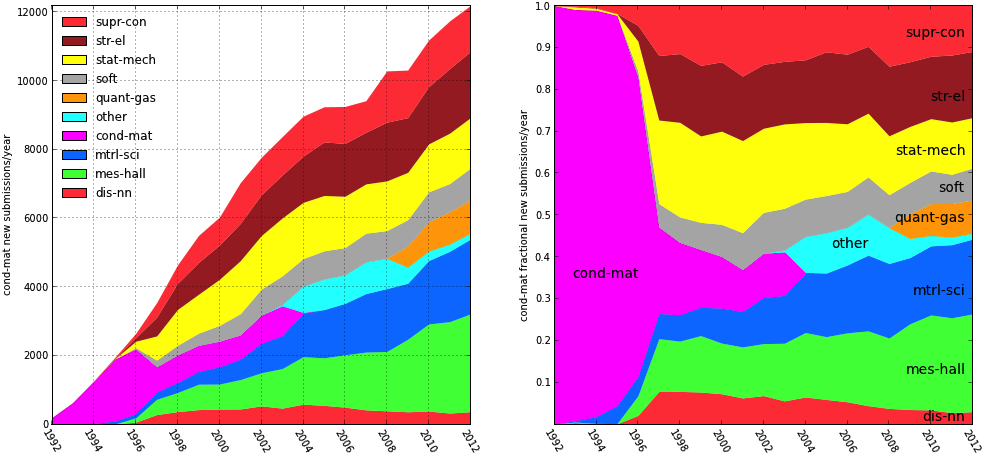 cond-mat new submissions/year
12000
10000
8000
6000
4000
2000
0
supr-con
str-el
stat-mech
soft
quant-gas
other
cond-mat
mtrl-sci
mes-hall
dis-nn
1992
1994
1996
1998
2000
2002
2004
2006
2008
2010
2012
cond-mat fractional new submissions/year
1.0
0.9
0.8
0.7
0.6
0.5
0.4
0.3
0.2
0.1
supr-con
str-el
stat-mech
soft
quant-gas
other
cond-mat
mtrl-sci
mes-hall
dis-nn
1992
1994
1996
1998
2000
2002
2004
2006
2008
2010
2012